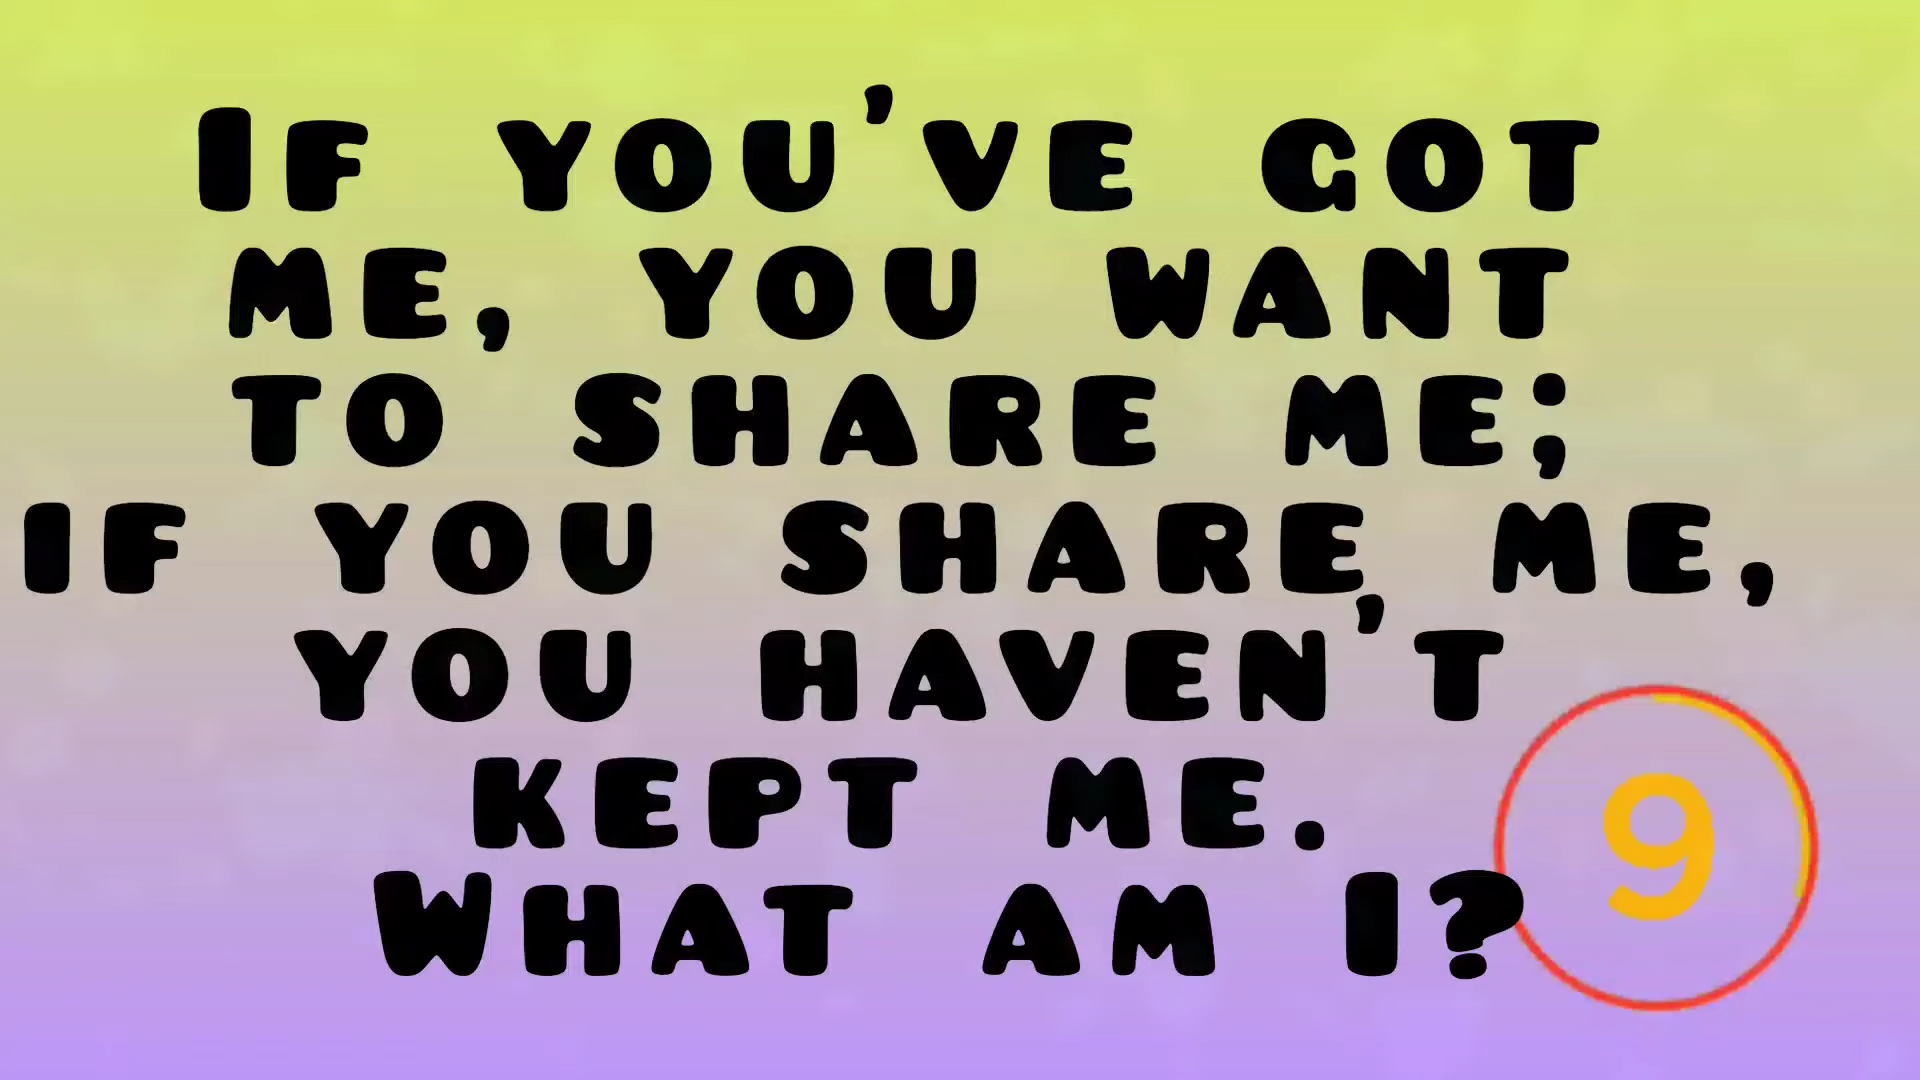 If you've got
me, you want
to share me;
if you share me,
you haven't
kept me.
What am I?
9